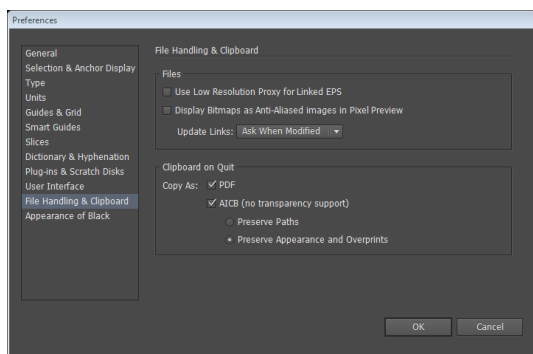 Preferences
General
Selection & Anchor Display
Type
Units
Guides & Grid
Smart Guides
Slices
Dictionary & Hyphenation
Plug-ins & Scratch Disks
User Interface
File Handling & Clipboard
Appearance of Black
File Handling & Clipboard
Files
Use Low Resolution Proxy for Linked EPS
Display Bitmaps as Anti-Aliased images in Pixel Preview
Update Links: Ask When Modified
Clipboard on Quit
Copy As: PDF
AICB (no transparency support)
Preserve Paths
Preserve Appearance and Overprints
OK Cancel